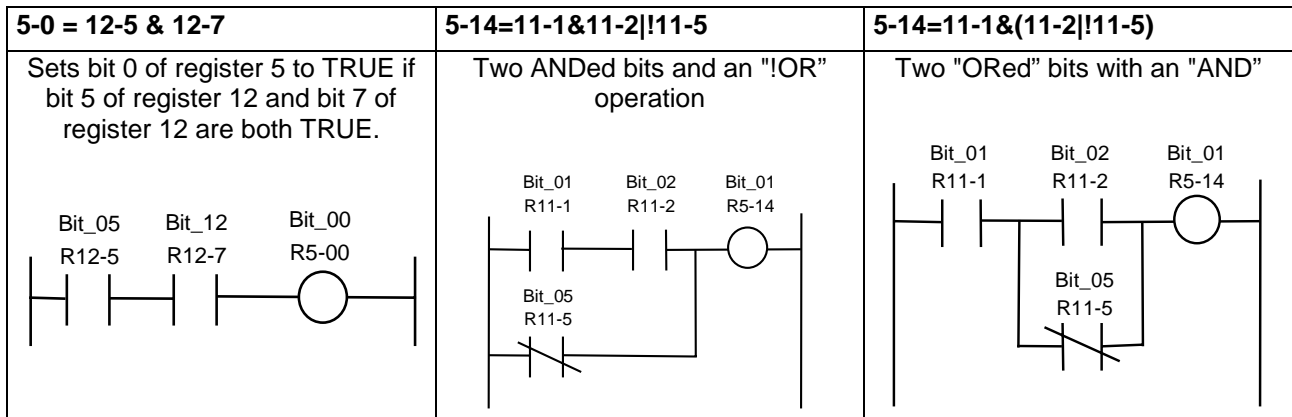 5-0 = 12-5 & 12-7
Sets bit 0 of register 5 to TRUE if
bit 5 of register 12 and bit 7 of
register 12 are both TRUE.
Bit_05 Bit_12 Bit_00
R12-5 R12-7 R5-00
5-14=11-1&11-2|!11-5
Two ANDed bits and an "!OR”
operation
Bit_01 Bit_02 Bit_01
R11-1 R11-2 R5-14
Bit_05
R11-5
5-14=11-1&(11-2|!11-5)
Two "ORed” bits with an "AND”
Bit_01 Bit_02 Bit_01
R11-1 R11-2 R5-14
Bit_05
R11-5